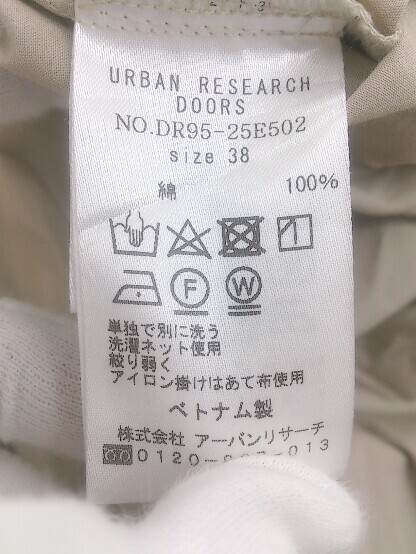 URBAN RESEARCH
DOORS
NO.DR95-25E502
size 38
綿 100%
F W
単独で別に洗う
洗濯ネット使用
絞り弱く
アイロン掛けはあて布使用
ベトナム製
株式会社 アーバンリサーチ
0120- -013